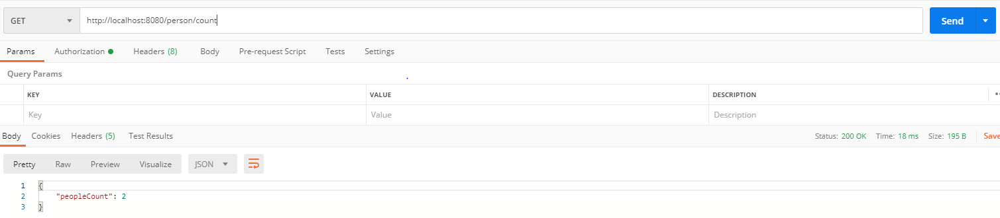 GET http://localhost:8080/person/count Send
Params Authorization Headers (8) Body Pre-request Script Tests Settings
Query Params
KEY VALUE DESCRIPTION
Key Value Description
Body Cookies Headers (5) Test Results Status: 200 OK Time: 18 ms Size: 195 B Save
Pretty Raw Preview Visualize JSON
1 {
2 "peopleCount": 2
3 }